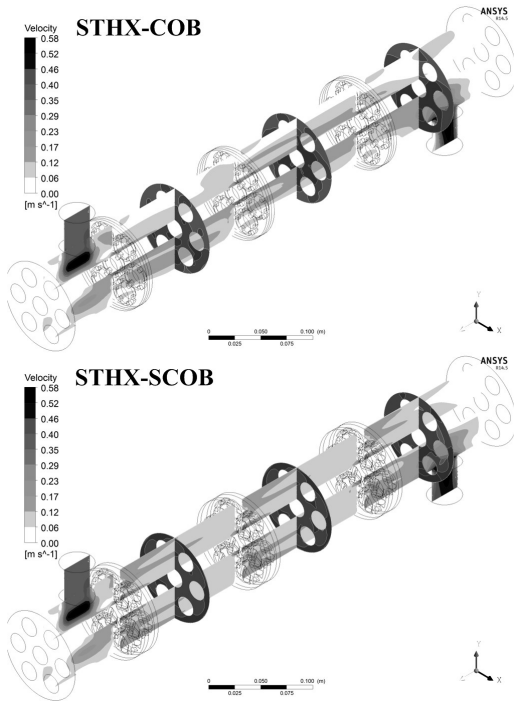 STHX-COB
ANSYS
R14.5
Velocity
0.58
0.52
0.46
0.40
0.35
0.29
0.23
0.17
0.12
0.06
0.00
[m s^-1]
0 0.050 0.100 (m)
0.025 0.075
Y
Z X
STHX-SCOB
ANSYS
R14.5
Velocity
0.58
0.52
0.46
0.40
0.35
0.29
0.23
0.17
0.12
0.06
0.00
[m s^-1]
0 0.050 0.100 (m)
0.025 0.075
Y
Z X